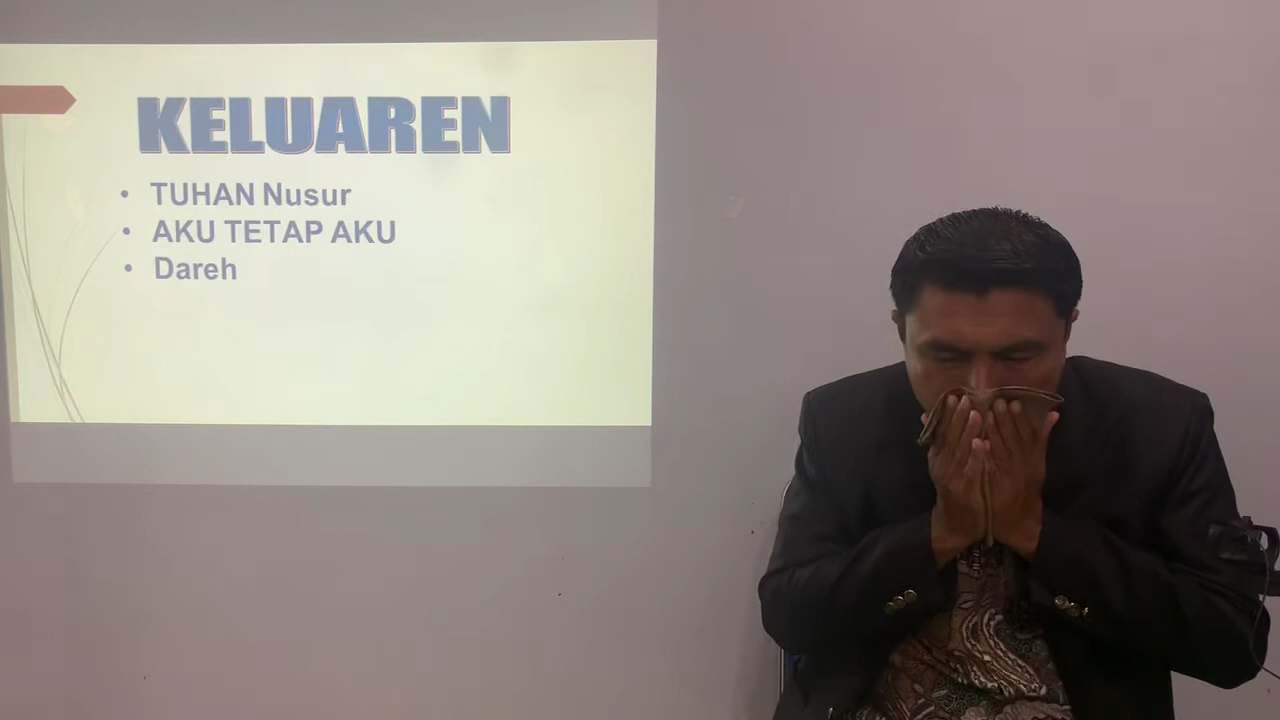 KELUAREN
• TUHAN Nusur
• AKU TETAP AKU
• Dareh